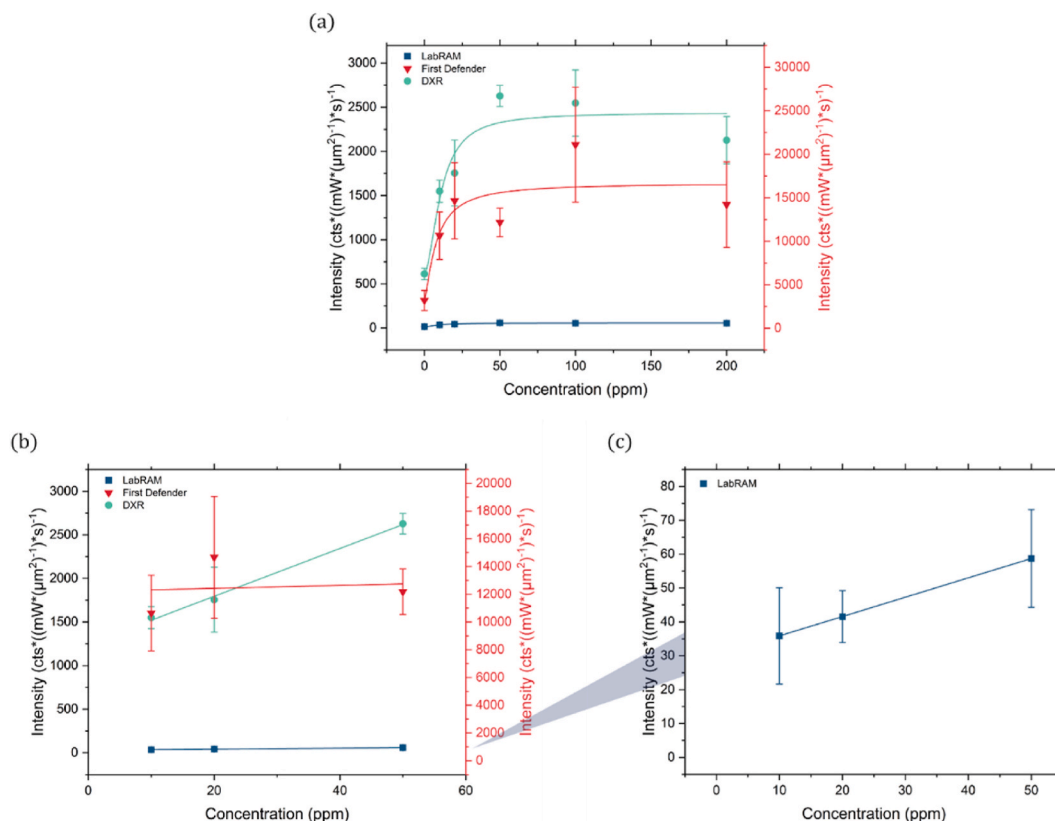 (a)
LabRAM
First Defender
DXR
3000
2500
2000
1500
1000
500
0
Intensity (cts*((mW*(µm²)⁻¹)*s)⁻¹)
30000
25000
20000
15000
10000
5000
0
Intensity (cts*((mW*(µm²)⁻¹)*s)⁻¹)
0 50 100 150 200
Concentration (ppm)
(b)
LabRAM
First Defender
DXR
3000
2500
2000
1500
1000
500
0
Intensity (cts*((mW*(µm²)⁻¹)*s)⁻¹)
20000
18000
16000
14000
12000
10000
8000
6000
4000
2000
0
Intensity (cts*((mW*(µm²)⁻¹)*s)⁻¹)
0 20 40 60
Concentration (ppm)
(c)
LabRAM
80
70
60
50
40
30
20
10
0
Intensity (cts*((mW*(µm²)⁻¹)*s)⁻¹)
0 10 20 30 40 50
Concentration (ppm)